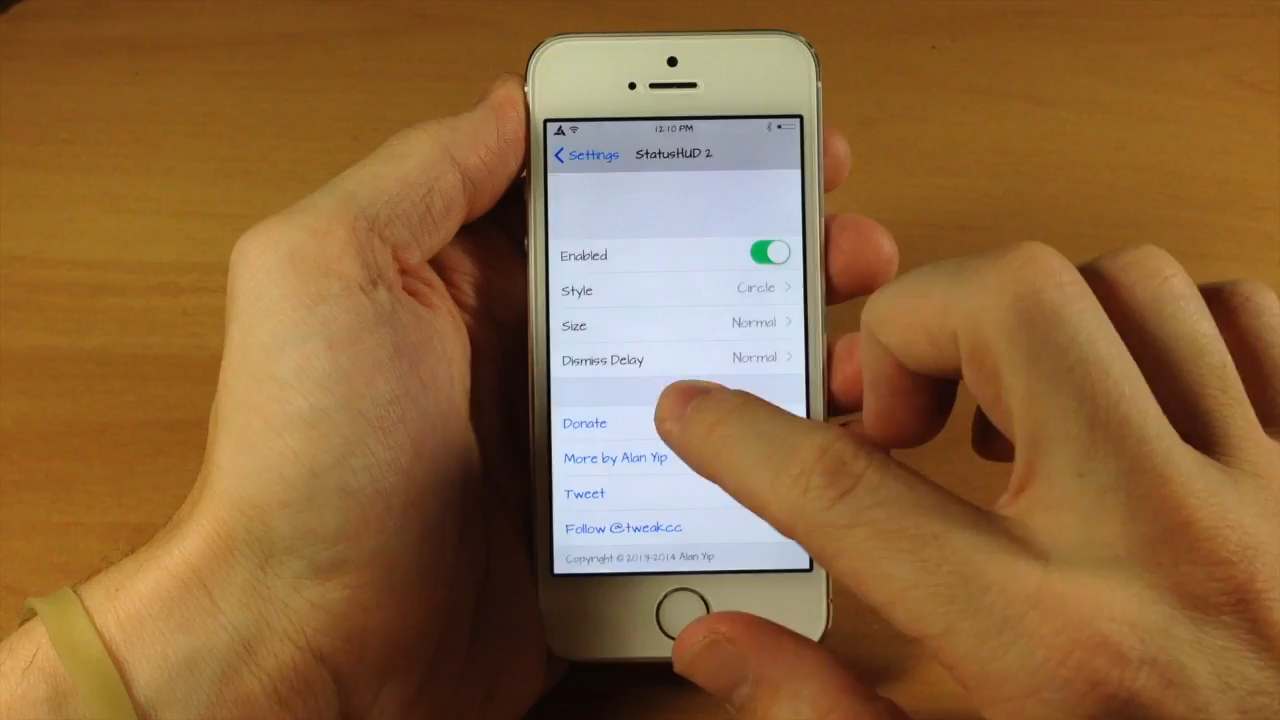 12:10 PM
Settings StatusHUD 2
Enabled
Style Circle
Size Normal
Dismiss Delay Normal
Donate
More by Alan Yip
Tweet
Follow @tweakcc
Copyright © 2013-2014 Alan Yip